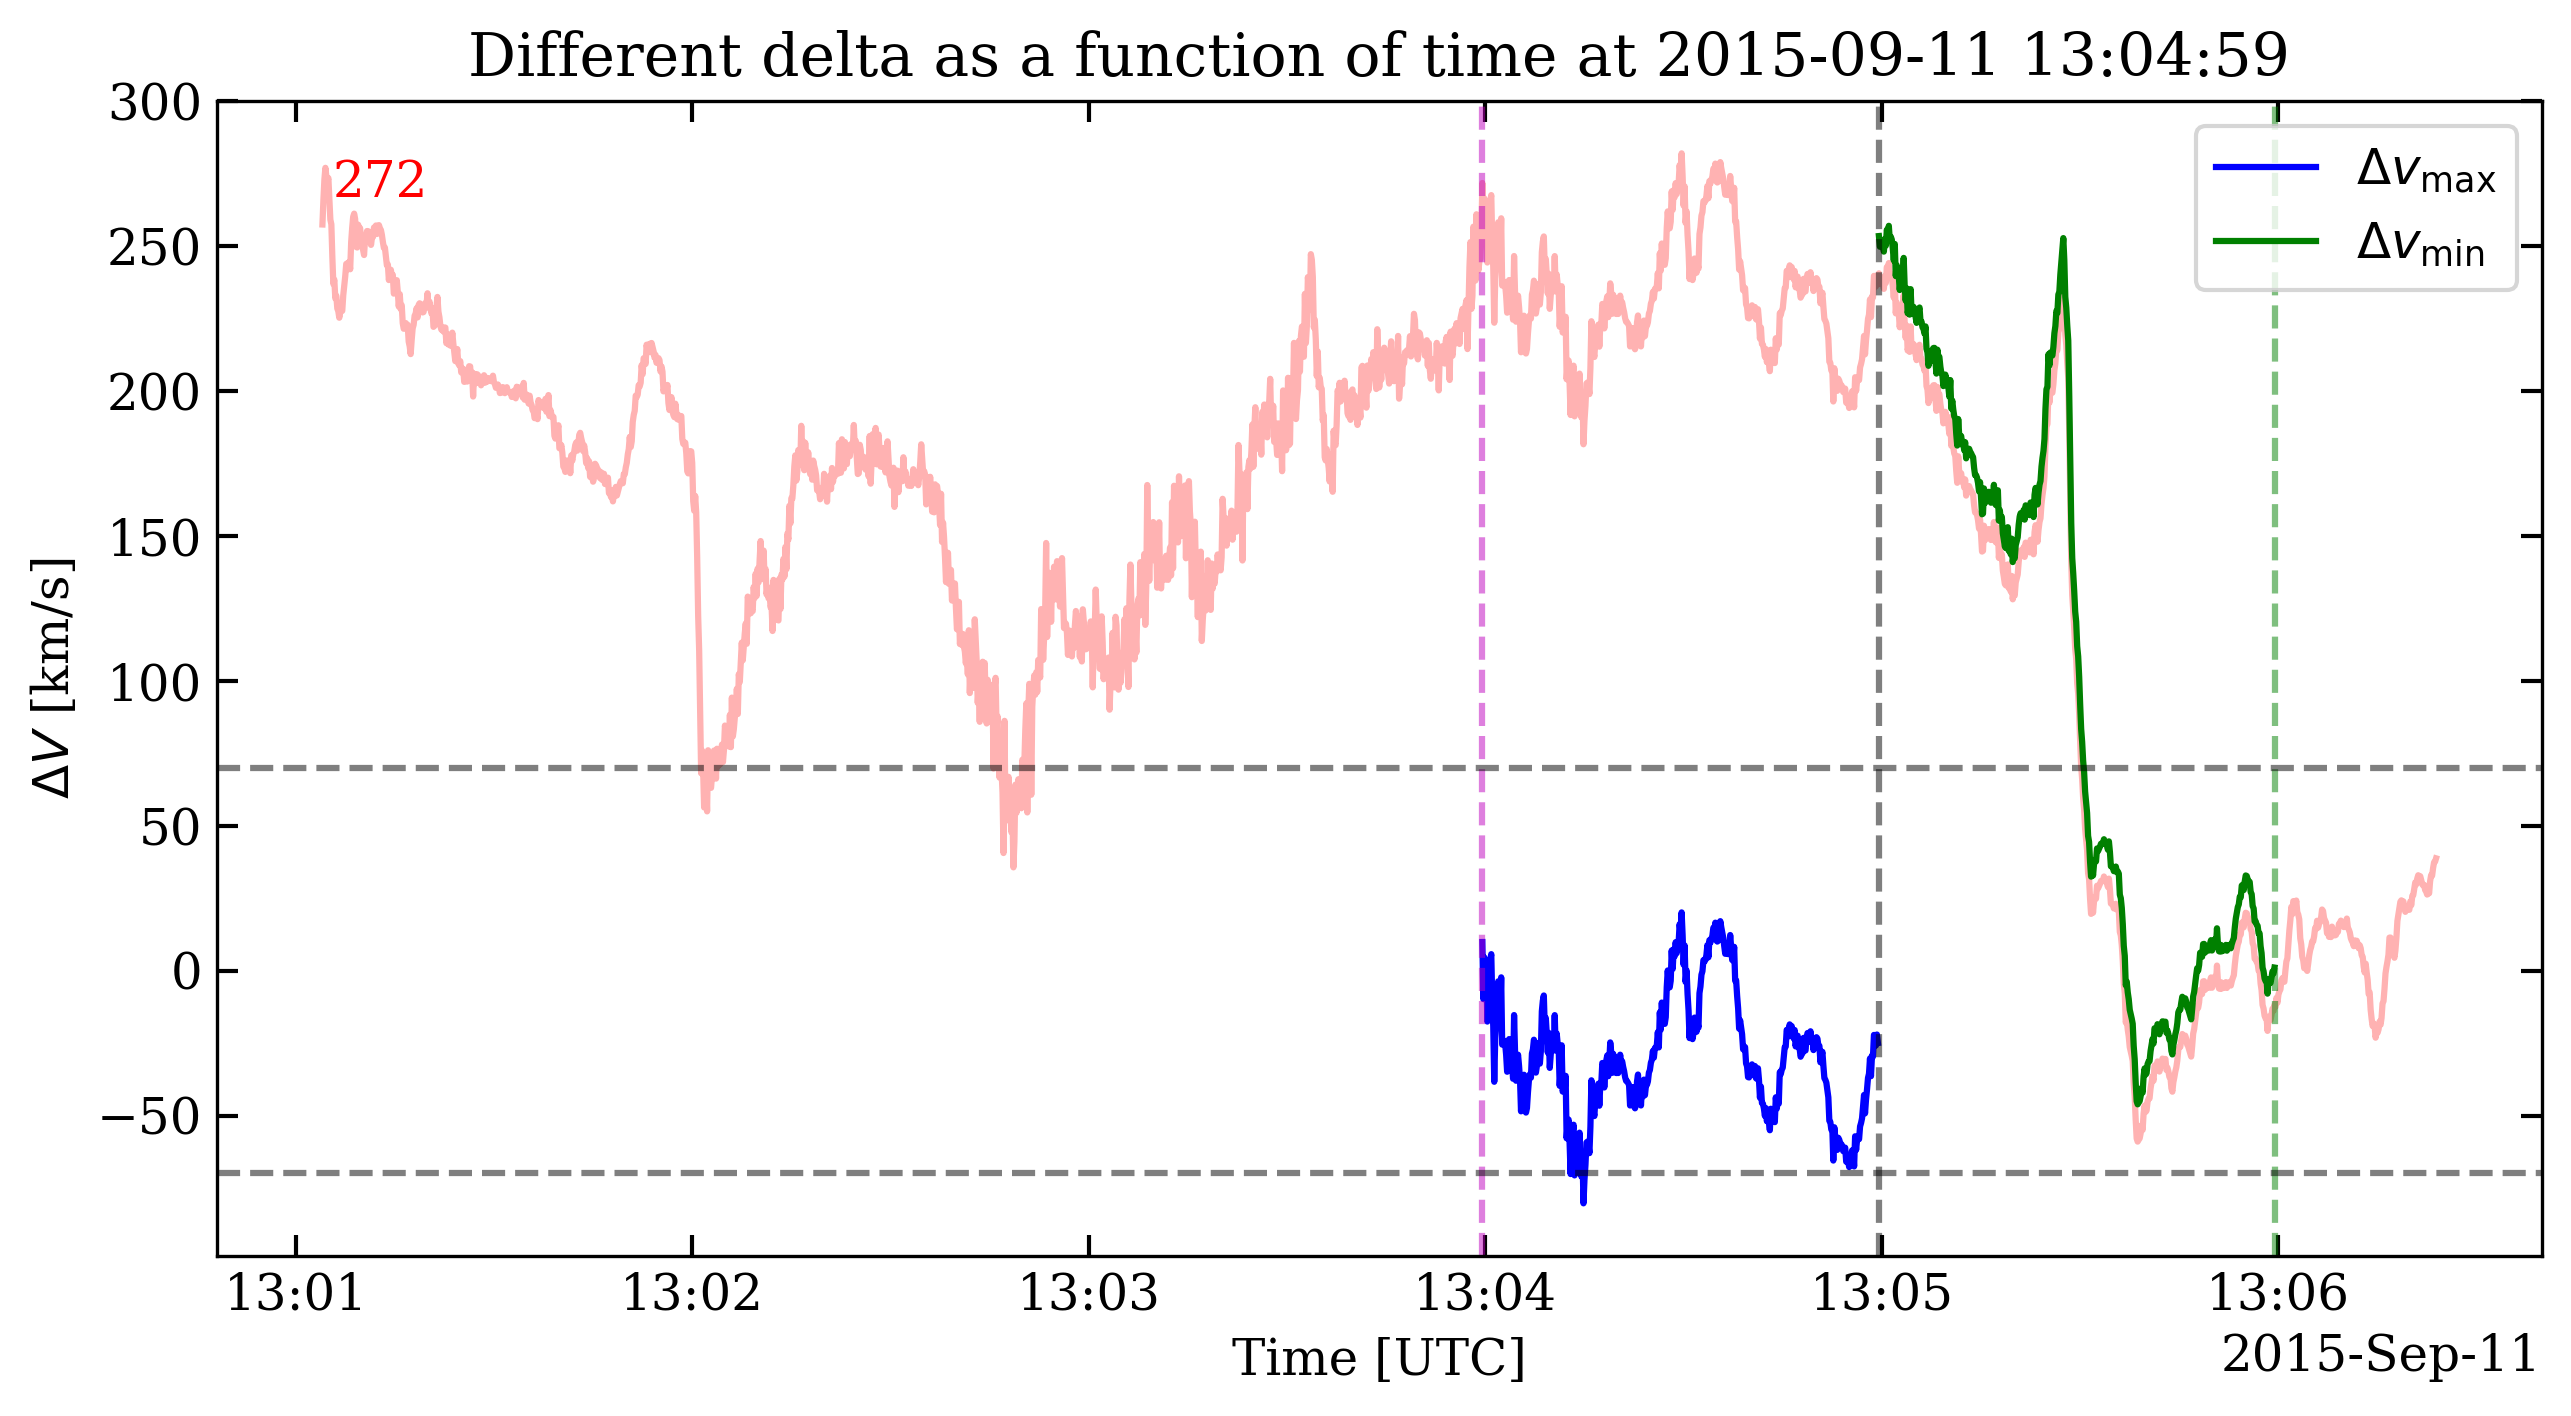 Different delta as a function of time at 2015-09-11 13:04:59
300
272
250
200
150
100
50
0
−50
ΔV [km/s]
Δvmax
Δvmin
13:01 13:02 13:03 13:04 13:05 13:06
Time [UTC]
2015-Sep-11